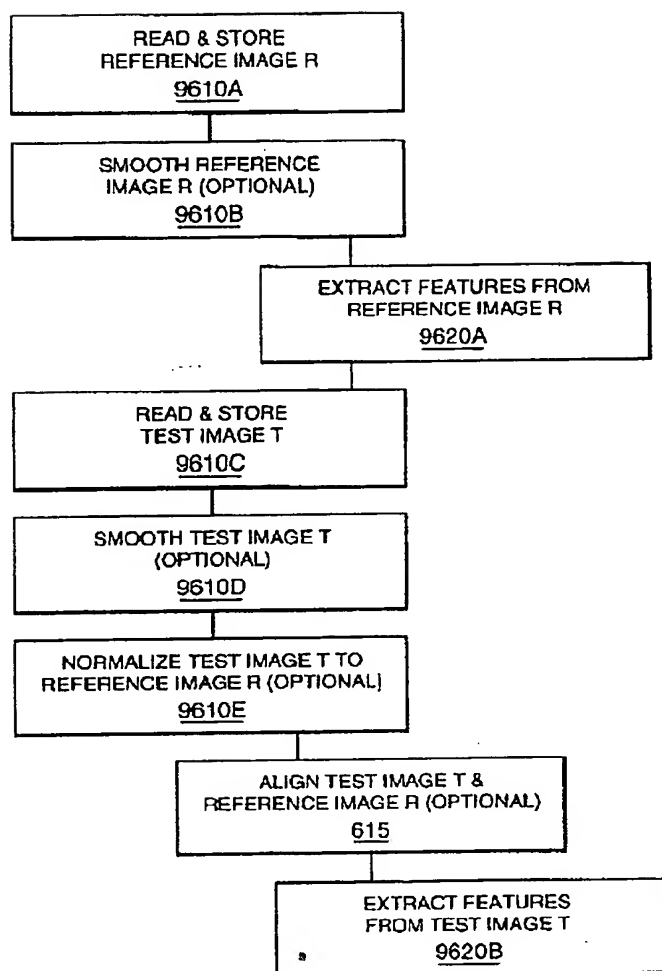 READ & STORE
REFERENCE IMAGE R
9610A
SMOOTH REFERENCE
IMAGE R (OPTIONAL)
9610B
EXTRACT FEATURES FROM
REFERENCE IMAGE R
9620A
READ & STORE
TEST IMAGE T
9610C
SMOOTH TEST IMAGE T
(OPTIONAL)
9610D
NORMALIZE TEST IMAGE T TO
REFERENCE IMAGE R (OPTIONAL)
9610E
ALIGN TEST IMAGE T &
REFERENCE IMAGE R (OPTIONAL)
615
EXTRACT FEATURES
FROM TEST IMAGE T
9620B